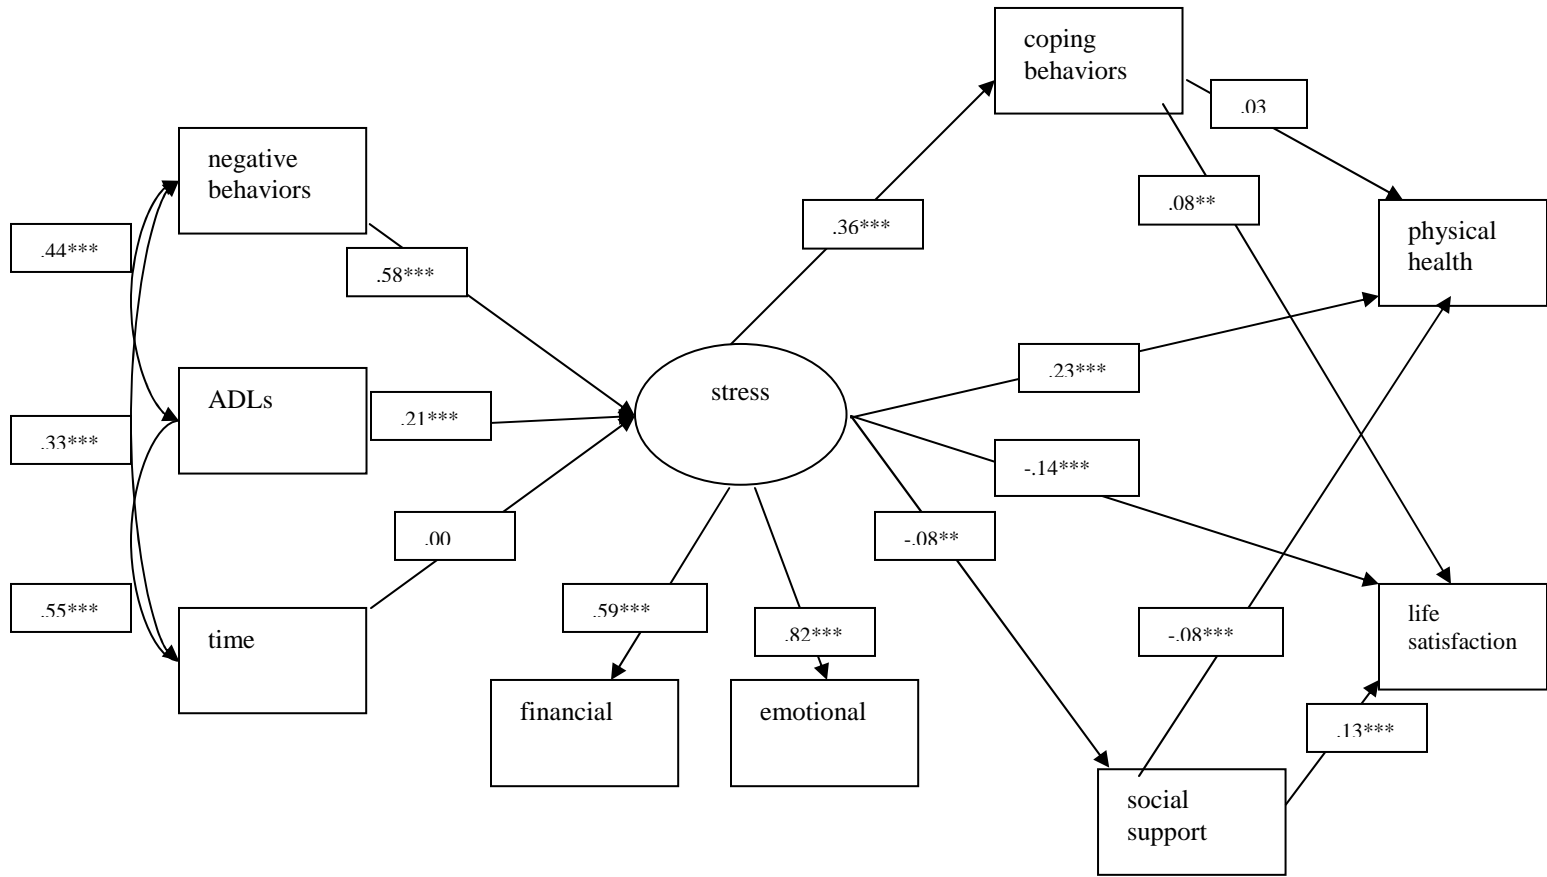 coping
behaviors
.03
negative
behaviors
.08**
.36***
physical
health
.44***
.58***
stress
.23***
ADLs
.21***
.33***
-.14***
.00
-.08**
.55***
.59***
.82***
-.08***
life
satisfaction
time
financial
emotional
.13***
social
support